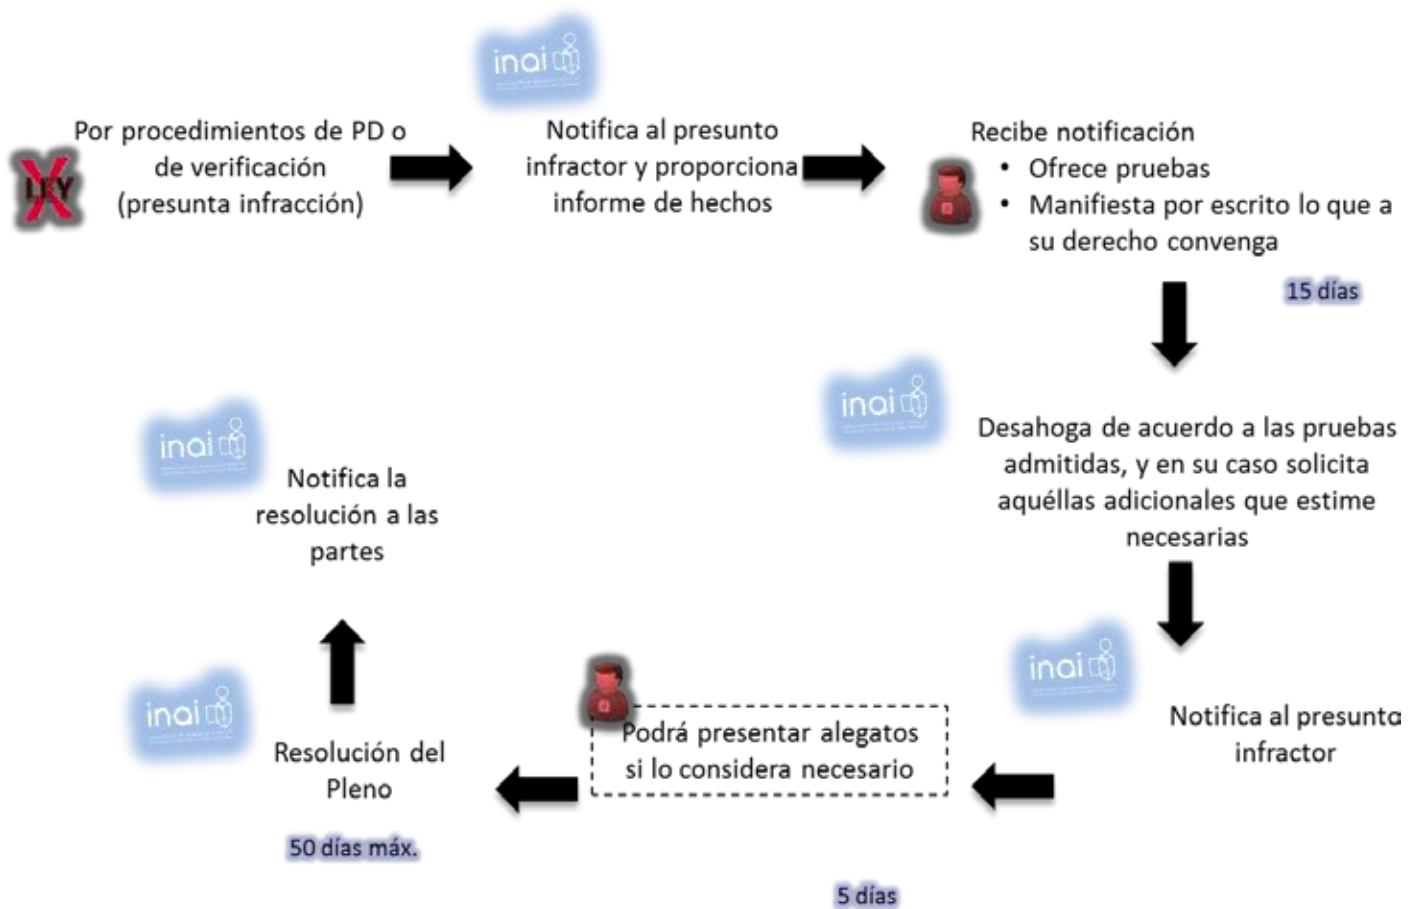 inai
Por procedimientos de PD o
de verificación
(presunta infracción)
LEY
Notifica al presunto
infractor y proporciona
informe de hechos
Recibe notificación
• Ofrece pruebas
• Manifiesta por escrito lo que a
su derecho convenga
15 días
inai
Desahoga de acuerdo a las pruebas
admitidas, y en su caso solicita
aquéllas adicionales que estime
necesarias
inai
Notifica al presunto
infractor
Podrá presentar alegatos
si lo considera necesario
5 días
inai
Resolución del
Pleno
50 días máx.
inai
Notifica la
resolución a las
partes